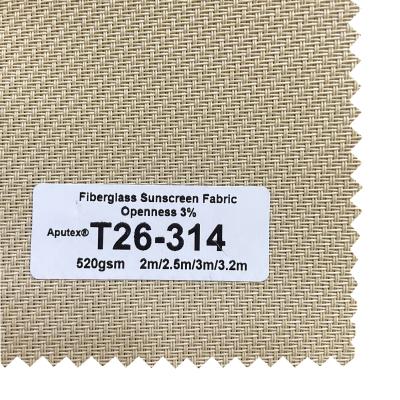 Fiberglass Sunscreen Fabric
Openness 3%
Aputex® T26-314
520gsm 2m/2.5m/3m/3.2m